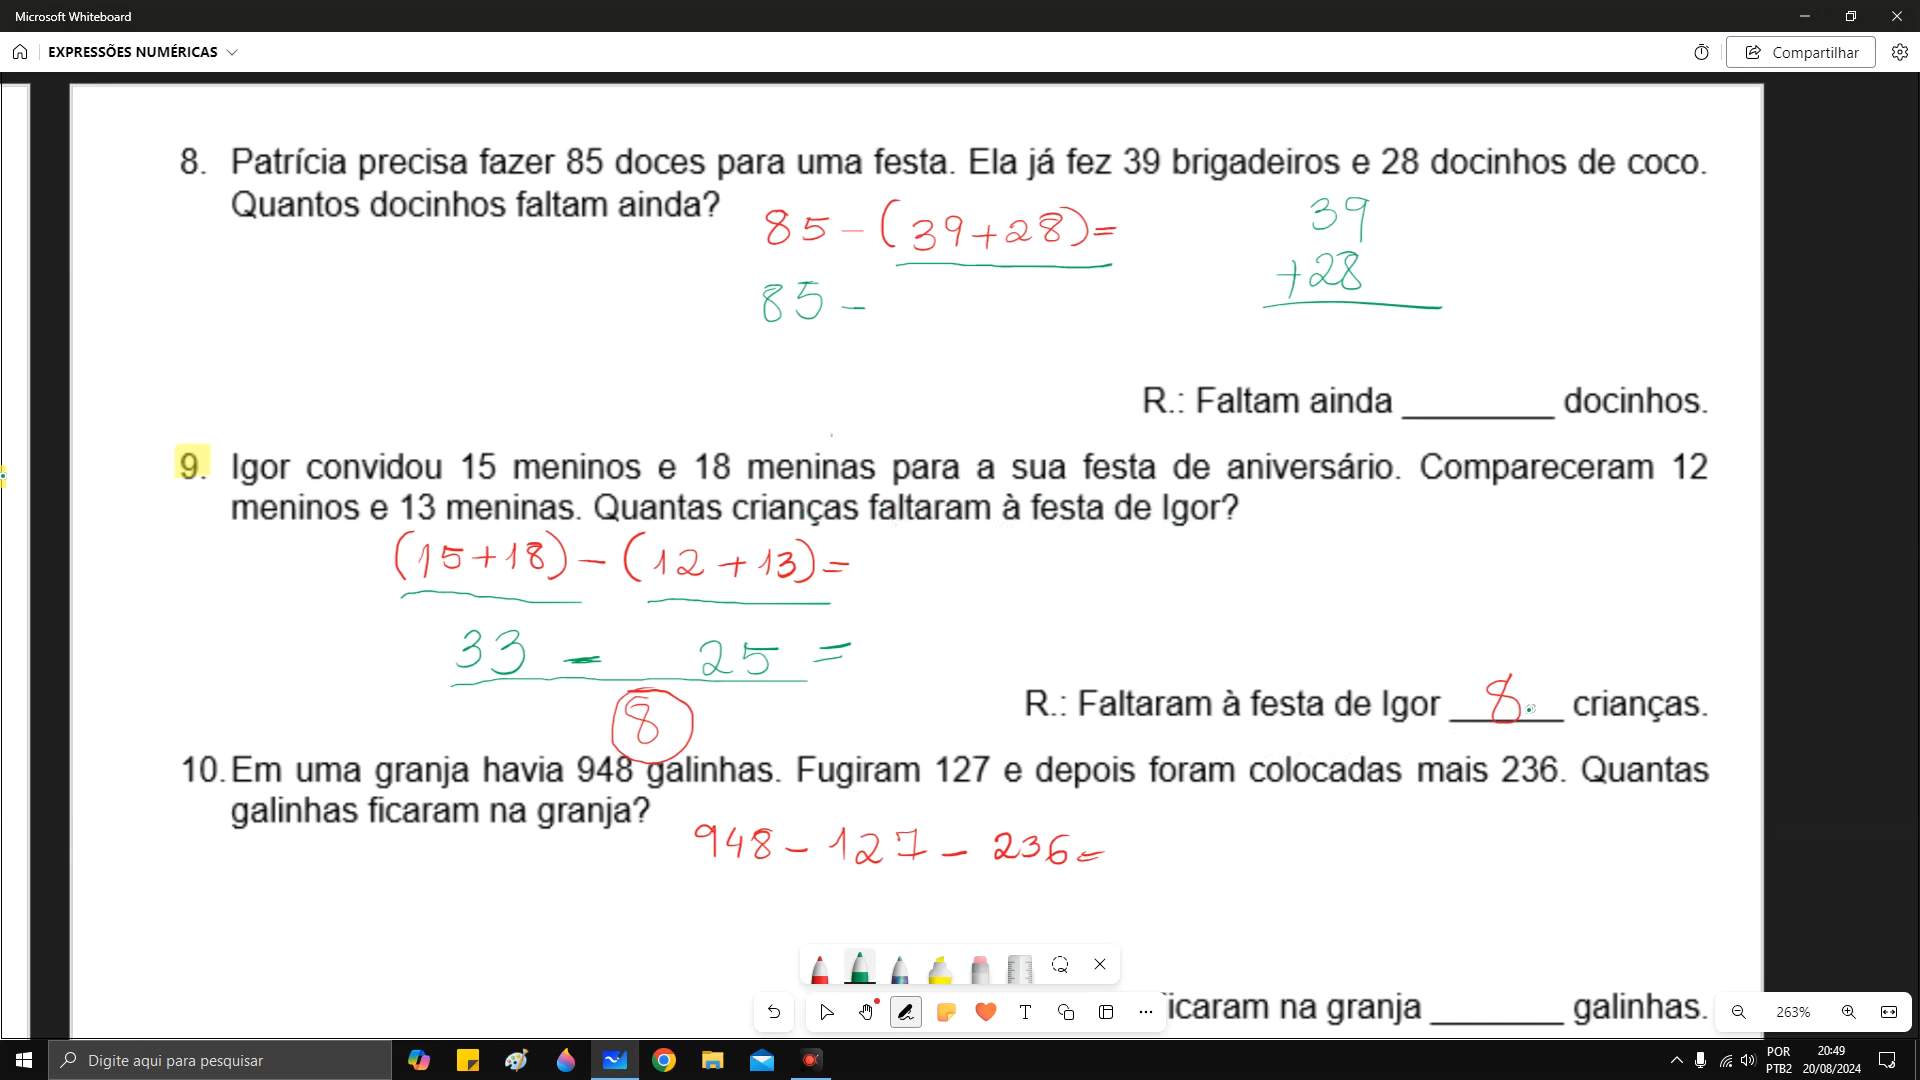 Microsoft Whiteboard
EXPRESSÕES NUMÉRICAS
Compartilhar
8. Patrícia precisa fazer 85 doces para uma festa. Ela já fez 39 brigadeiros e 28 docinhos de coco.
Quantos docinhos faltam ainda?
85 - (39+28)=
39
+28
85 -
R.: Faltam ainda ________ docinhos.
9. Igor convidou 15 meninos e 18 meninas para a sua festa de aniversário. Compareceram 12
meninos e 13 meninas. Quantas crianças faltaram à festa de Igor?
(15+18) - (12+13)=
33 - 25 =
8
R.: Faltaram à festa de Igor __8__ crianças.
10. Em uma granja havia 948 galinhas. Fugiram 127 e depois foram colocadas mais 236. Quantas
galinhas ficaram na granja?
948 - 127 - 236=
icaram na granja _______ galinhas.
263%
Digite aqui para pesquisar
POR
PTB2
20:49
20/08/2024